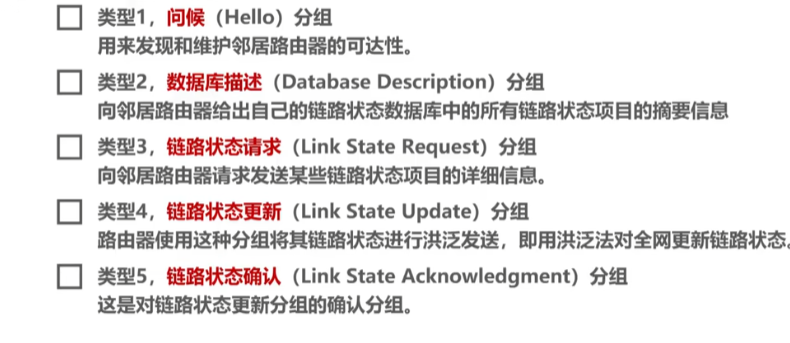 类型1，问候（Hello）分组
用来发现和维护邻居路由器的可达性。
类型2，数据库描述（Database Description）分组
向邻居路由器给出自己的链路状态数据库中的所有链路状态项目的摘要信息
类型3，链路状态请求（Link State Request）分组
向邻居路由器请求发送某些链路状态项目的详细信息。
类型4，链路状态更新（Link State Update）分组
路由器使用这种分组将其链路状态进行洪泛发送，即用洪泛法对全网更新链路状态。
类型5，链路状态确认（Link State Acknowledgment）分组
这是对链路状态更新分组的确认分组。